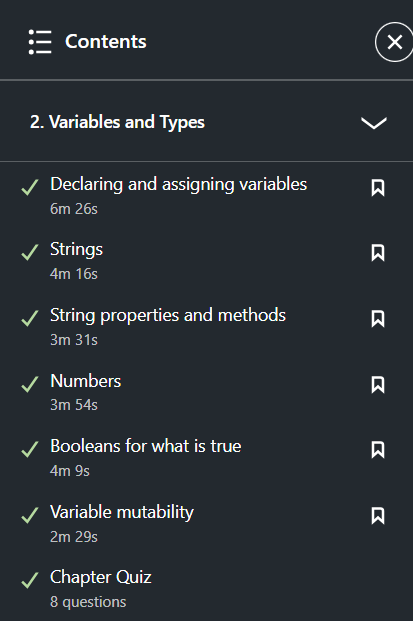 Contents
2. Variables and Types
Declaring and assigning variables
6m 26s
Strings
4m 16s
String properties and methods
3m 31s
Numbers
3m 54s
Booleans for what is true
4m 9s
Variable mutability
2m 29s
Chapter Quiz
8 questions